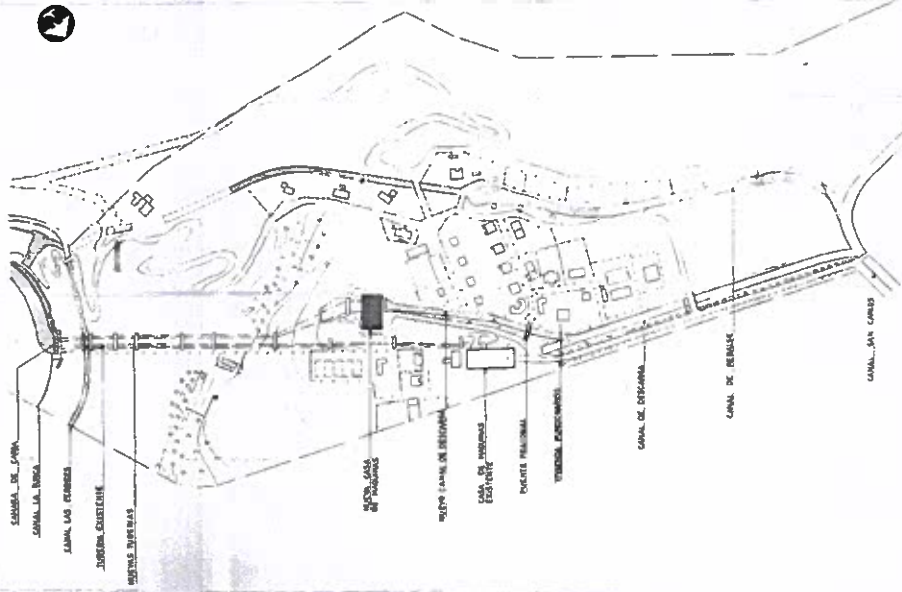 CAMARA DE CARGA
CANAL LA PUNCA
CANAL LAS PERDICES
TUBERIA EXISTENTE
NUEVAS TUBERIAS
NUEVA CASA
DE MAQUINAS
NUEVO CANAL DE DESCARGA
CASA DE MAQUINAS
EXISTENTE
PUENTE PEATONAL
VIVIENDA FUNCIONARIOS
CANAL DE DESCARGA
CANAL DE REBALSE
CANAL SAN CARLOS